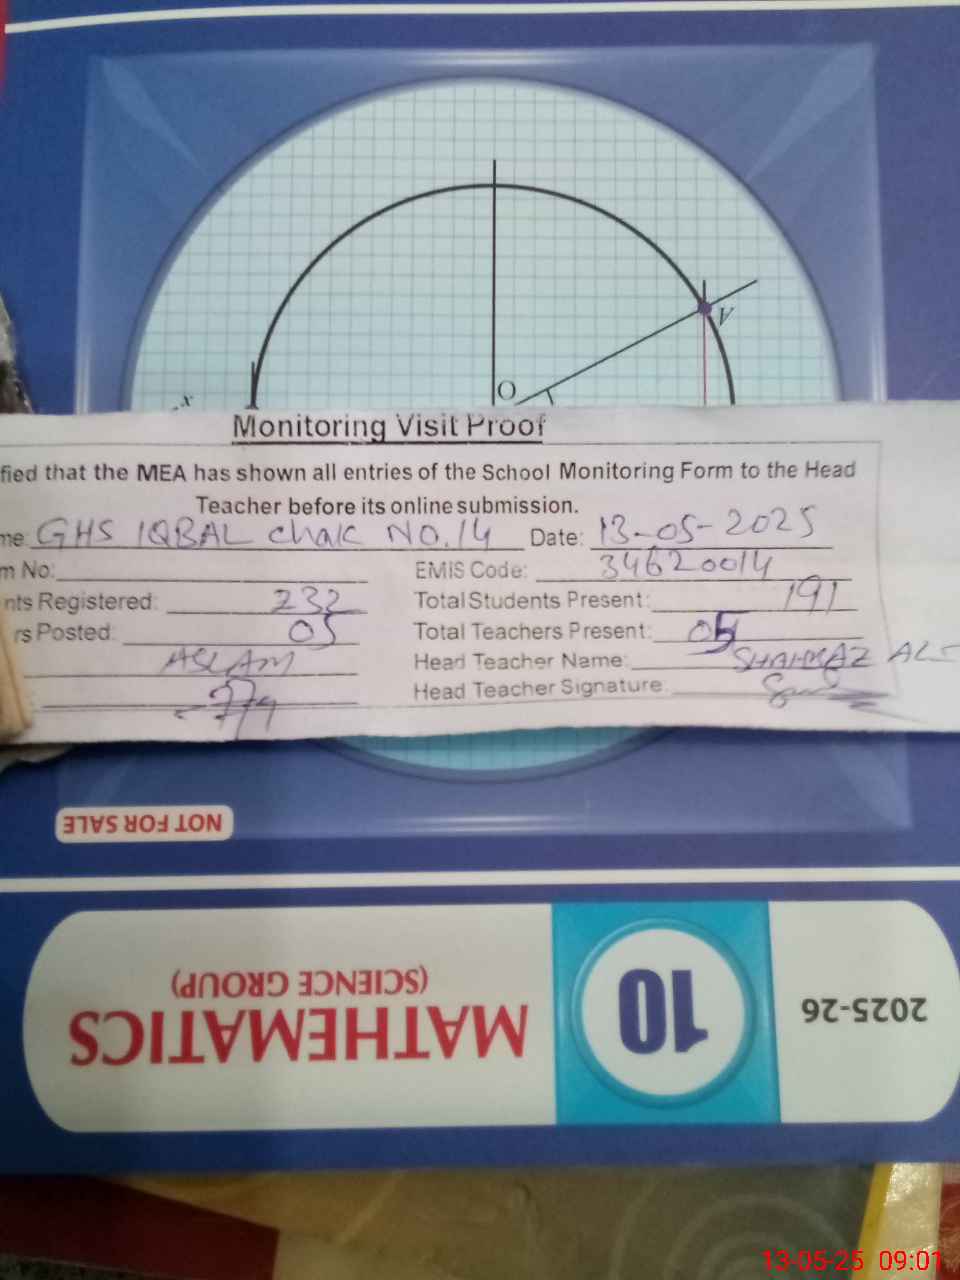 O
V
x
Monitoring Visit Proof
fied that the MEA has shown all entries of the School Monitoring Form to the Head
Teacher before its online submission.
me: GHS IQBAL Chak NO.14 Date: 13-05-2025
m No: EMIS Code: 34620014
nts Registered: 232 Total Students Present: 191
rs Posted: 05 Total Teachers Present: 05
ASLAM Head Teacher Name: SHAHBAZ ALI
Head Teacher Signature:
NOT FOR SALE
2025-26 10 MATHEMATICS
(SCIENCE GROUP)
13-05-25 09:01